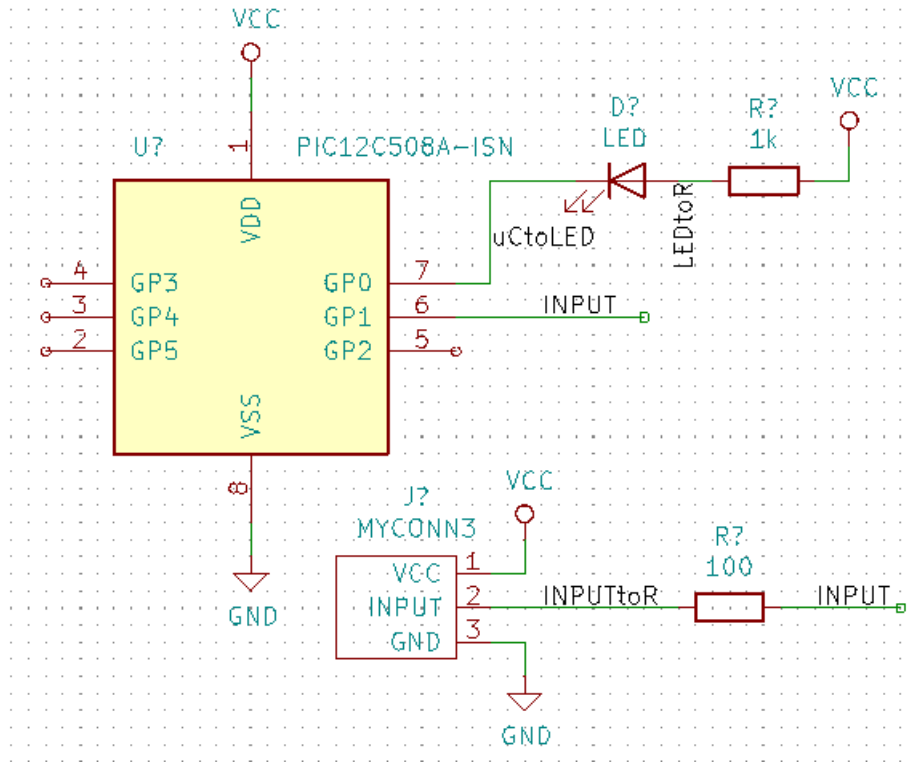 VCC
U?
1
PIC12C508A-ISN
D?
LED
R?
1k
VCC
VDD
uCtoLED
LEDtoR
4 GP3
GP0 7
3 GP4
GP1 6
INPUT
2 GP5
GP2 5
VSS
8
GND
J?
MYCONN3
VCC
VCC 1
INPUT 2
INPUTtoR
GND 3
GND
R?
100
INPUT